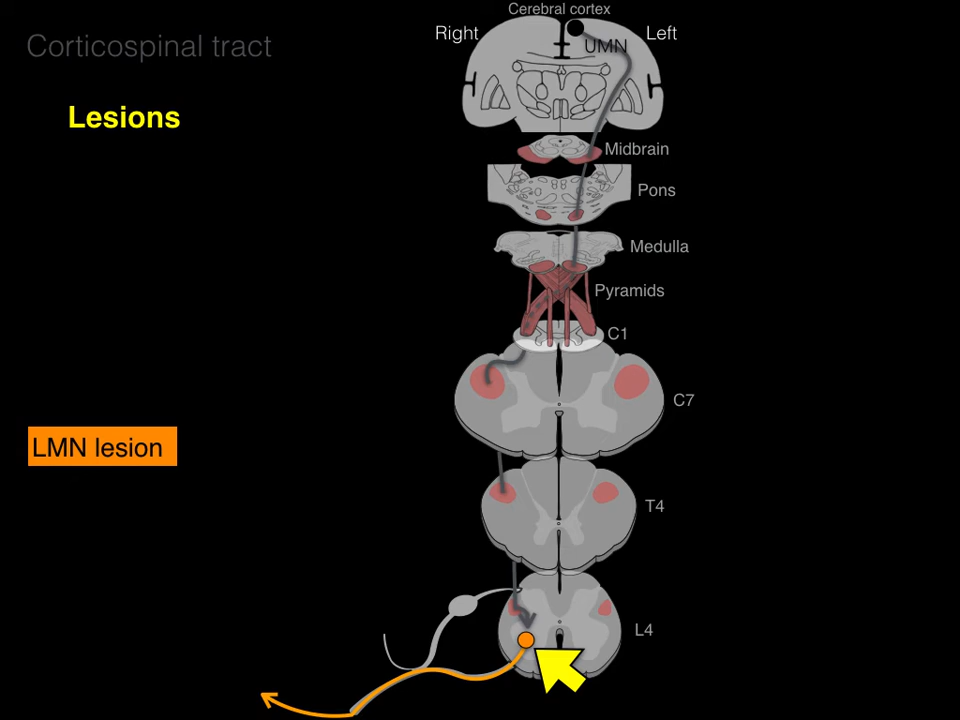 Cerebral cortex
Right
Left
Corticospinal tract
UMN
Lesions
Midbrain
Pons
Medulla
Pyramids
C1
C7
LMN lesion
T4
L4